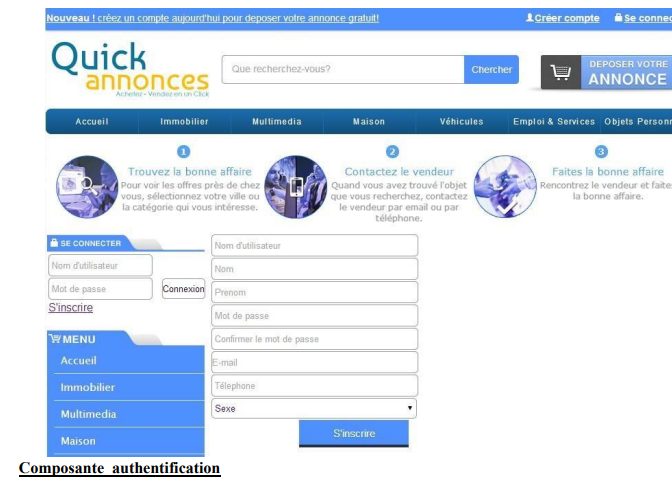 Nouveau ! créez un compte aujourd'hui pour deposer votre annonce gratuit!
Créer compte
Se connec
Quick
annonces
Achetez - Vendez en un Click
Que recherchez-vous?
Chercher
DEPOSER VOTRE
ANNONCE
Accueil
Immobilier
Multimedia
Maison
Véhicules
Emploi & Services
Objets Personn
1
Trouvez la bonne affaire
Pour voir les offres près de chez
vous, sélectionnez votre ville ou
la catégorie qui vous intéresse.
2
Contactez le vendeur
Quand vous avez trouvé l'objet
que vous recherchez, contactez
le vendeur par email ou par
téléphone.
3
Faites la bonne affaire
Rencontrez le vendeur et faites
la bonne affaire.
SE CONNECTER
Nom d'utilisateur
Mot de passe
Connexion
S'inscrire
MENU
Accueil
Immobilier
Multimedia
Maison
Nom d'utilisateur
Nom
Prenom
Mot de passe
Confirmer le mot de passe
E-mail
Télephone
Sexe
S'inscrire
Composante authentification